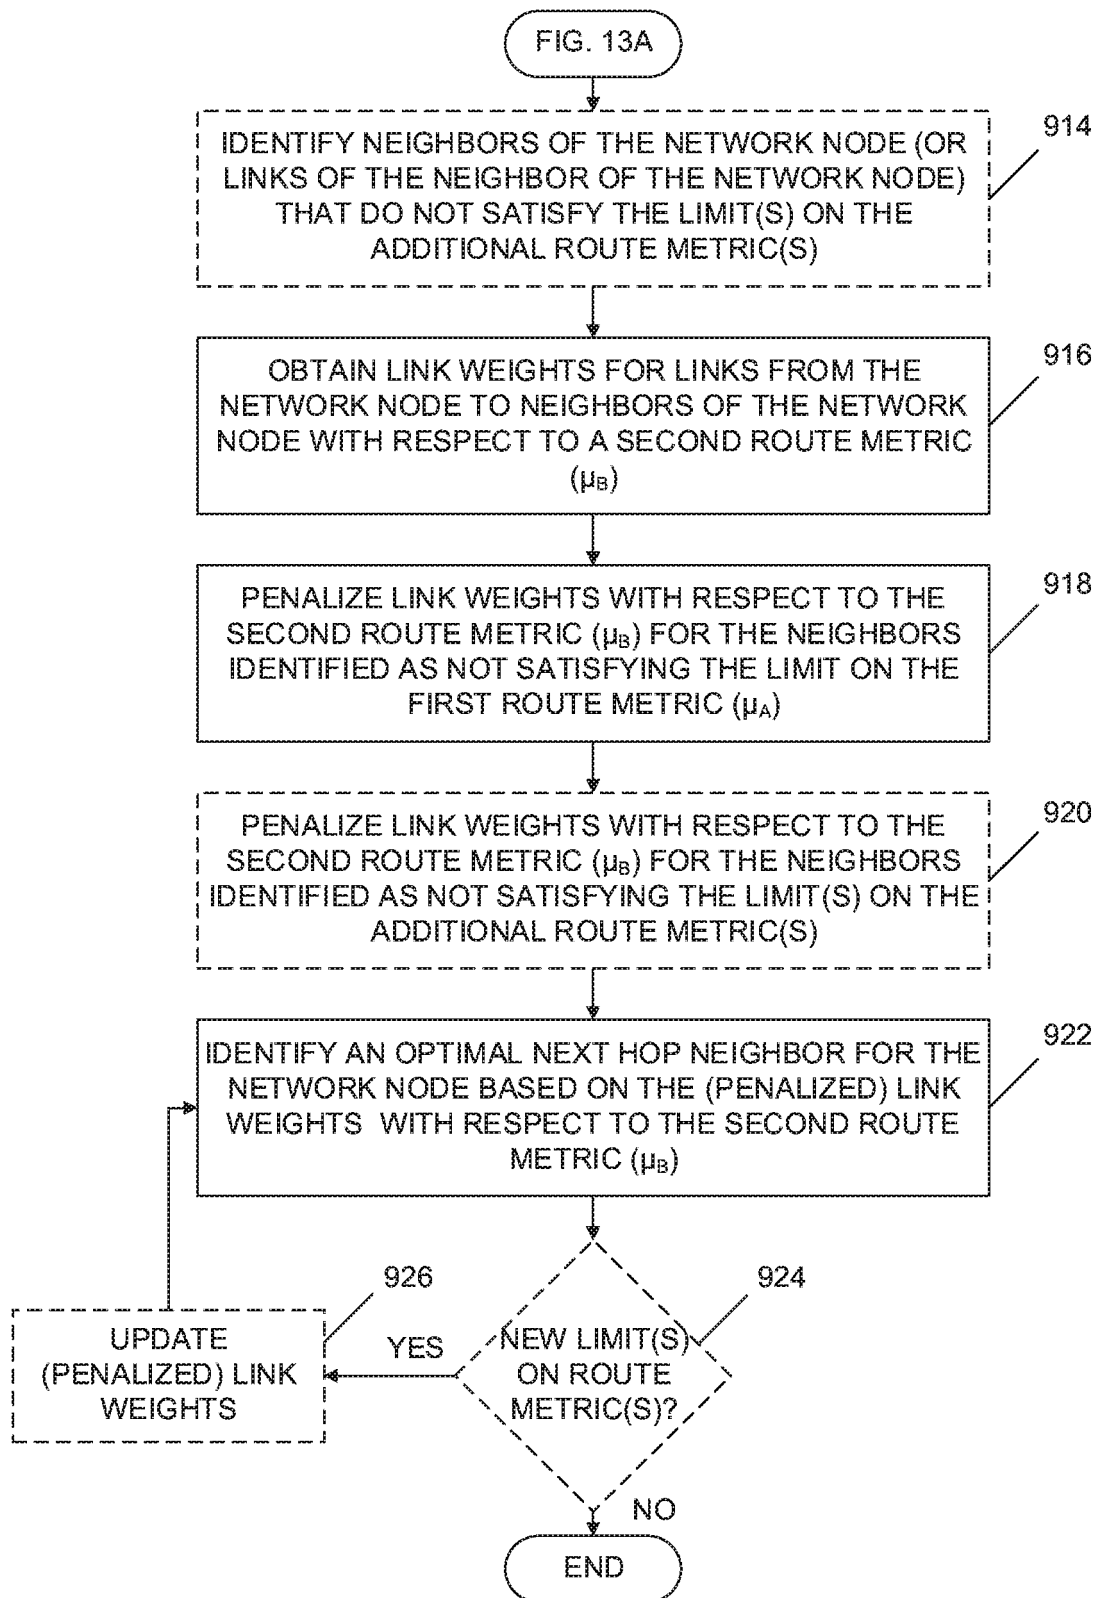 FIG. 13A
914
IDENTIFY NEIGHBORS OF THE NETWORK NODE (OR
LINKS OF THE NEIGHBOR OF THE NETWORK NODE)
THAT DO NOT SATISFY THE LIMIT(S) ON THE
ADDITIONAL ROUTE METRIC(S)
916
OBTAIN LINK WEIGHTS FOR LINKS FROM THE
NETWORK NODE TO NEIGHBORS OF THE NETWORK
NODE WITH RESPECT TO A SECOND ROUTE METRIC
(μB)
918
PENALIZE LINK WEIGHTS WITH RESPECT TO THE
SECOND ROUTE METRIC (μB) FOR THE NEIGHBORS
IDENTIFIED AS NOT SATISFYING THE LIMIT ON THE
FIRST ROUTE METRIC (μA)
920
PENALIZE LINK WEIGHTS WITH RESPECT TO THE
SECOND ROUTE METRIC (μB) FOR THE NEIGHBORS
IDENTIFIED AS NOT SATISFYING THE LIMIT(S) ON THE
ADDITIONAL ROUTE METRIC(S)
922
IDENTIFY AN OPTIMAL NEXT HOP NEIGHBOR FOR THE
NETWORK NODE BASED ON THE (PENALIZED) LINK
WEIGHTS WITH RESPECT TO THE SECOND ROUTE
METRIC (μB)
924
NEW LIMIT(S)
ON ROUTE
METRIC(S)?
YES
926
UPDATE
(PENALIZED) LINK
WEIGHTS
NO
END